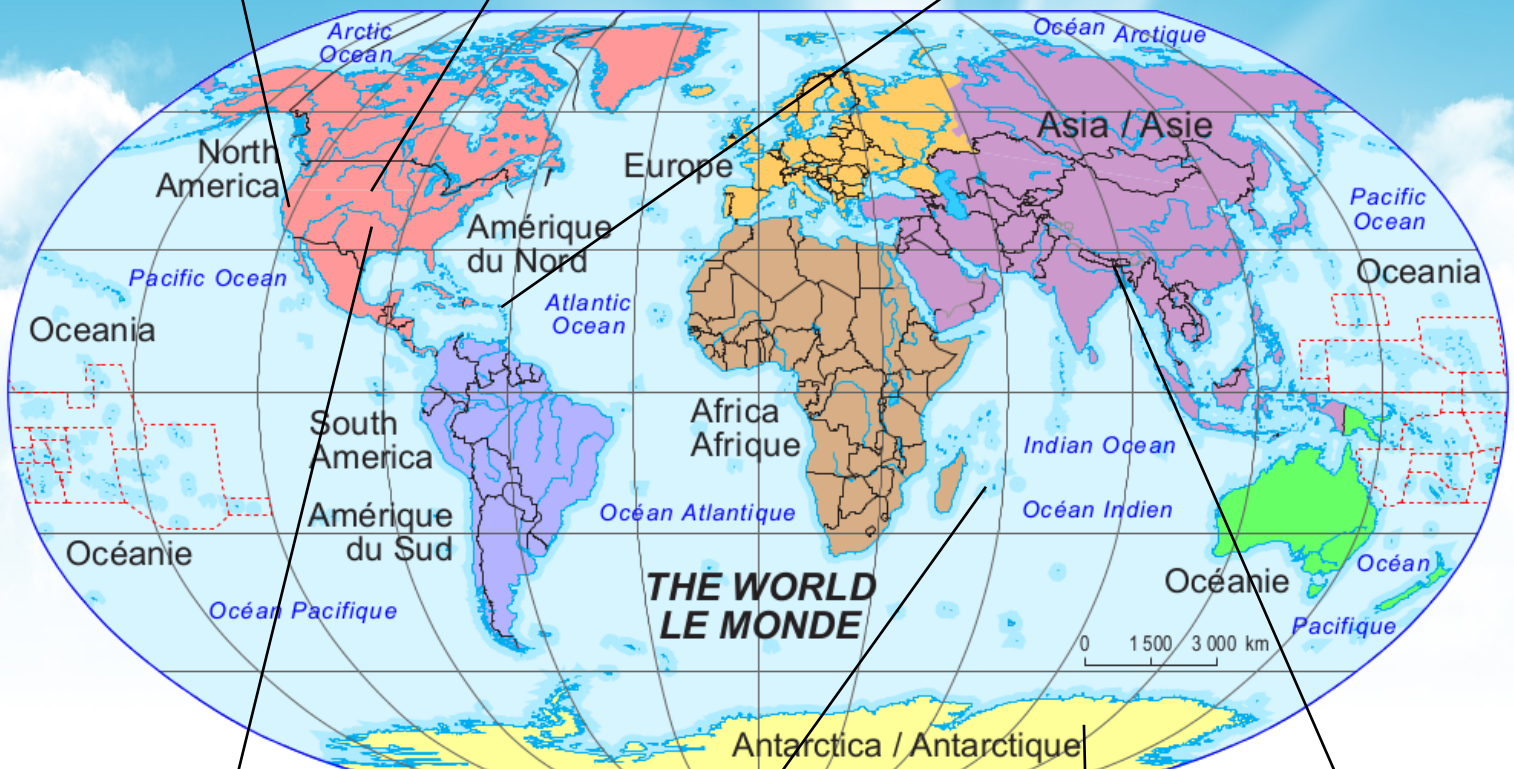 Arctic
Ocean
Océan Arctique
North
America
Europe
Asia / Asie
Amérique
du Nord
Pacific
Ocean
Pacific Ocean
Atlantic
Ocean
Oceania
Oceania
South
America
Africa
Afrique
Indian Ocean
Amérique
du Sud
Océan Atlantique
Océan Indien
Océanie
Océanie
Océan
Pacifique
Océan Pacifique
THE WORLD
LE MONDE
0 1 500 3 000 km
Antarctica / Antarctique